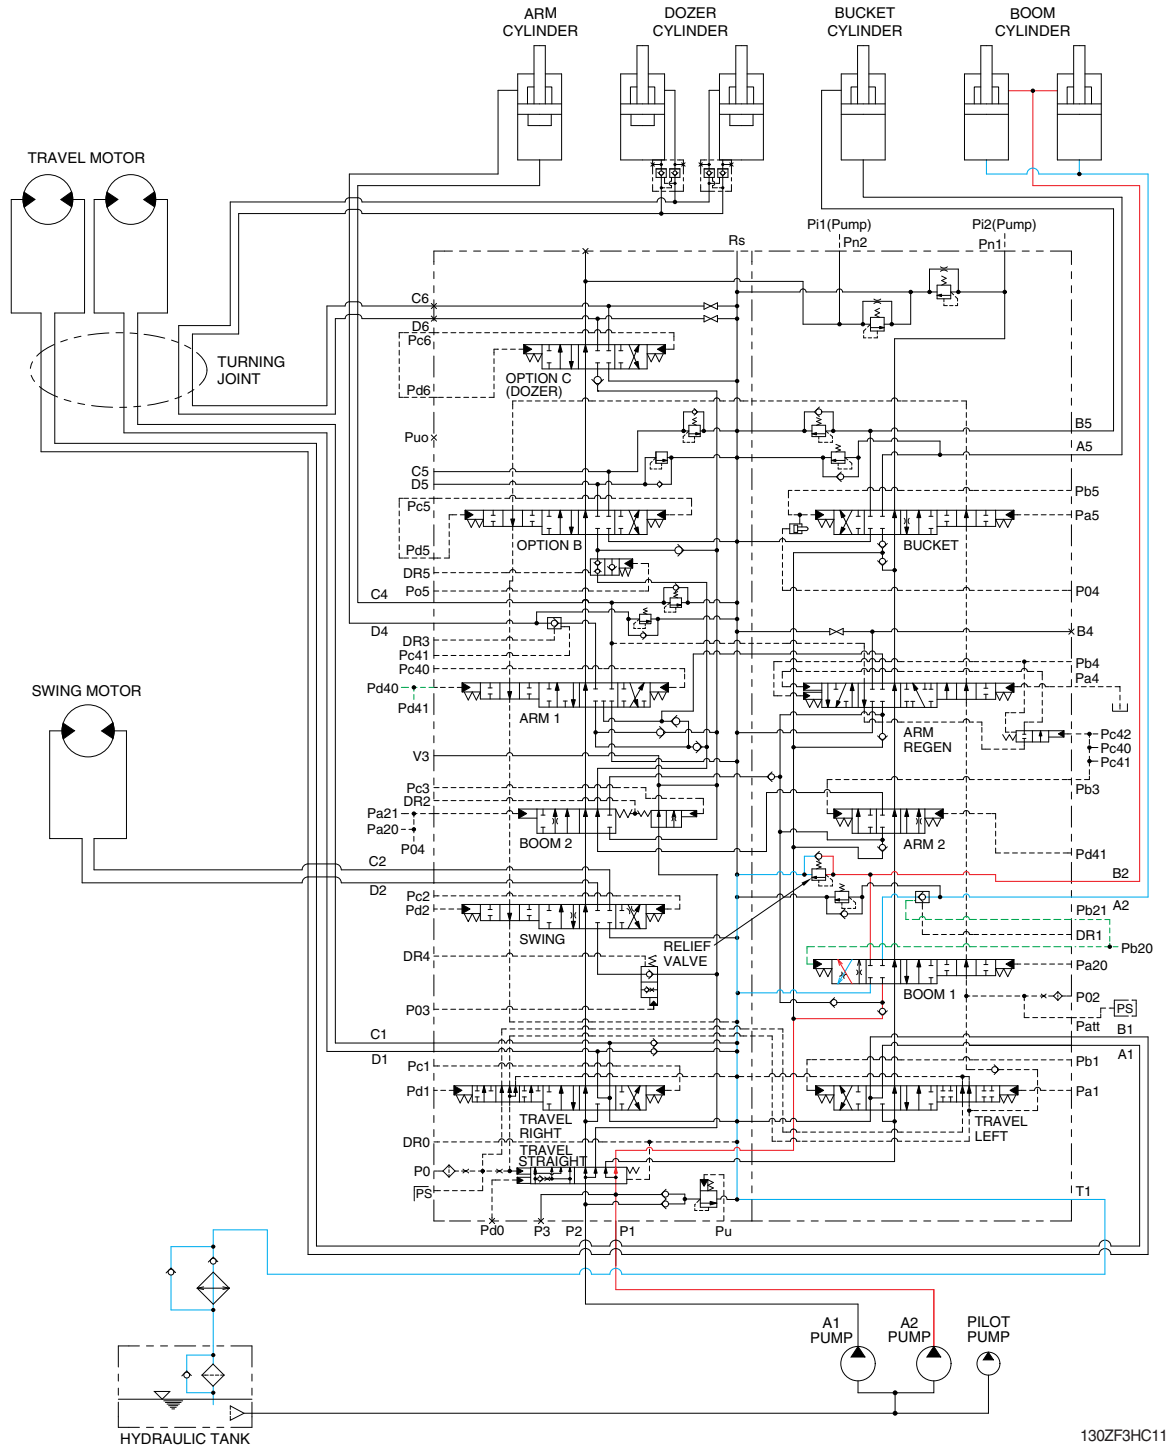 ARM
CYLINDER
DOZER
CYLINDER
BUCKET
CYLINDER
BOOM
CYLINDER
TRAVEL MOTOR
TURNING
JOINT
Pi1(Pump)
Pi2(Pump)
Rs
Pn2
Pn1
C6
D6
Pc6
Pd6
OPTION C
(DOZER)
Puo
B5
A5
C5
D5
Pc5
Pb5
Pa5
OPTION B
BUCKET
Pd5
DR5
Po5
P04
C4
D4
B4
DR3
Pc41
Pc40
Pb4
Pa4
Pd40
Pd41
SWING MOTOR
ARM 1
ARM
REGEN
Pc42
Pc40
Pc41
V3
Pc3
DR2
Pb3
Pa21
Pa20
P04
BOOM 2
ARM 2
Pd41
C2
D2
B2
A2
Pc2
Pd2
Pb21
DR1
Pb20
SWING
RELIEF
VALVE
DR4
Pa20
BOOM 1
P02
PS
Patt
P03
C1
D1
B1
A1
Pc1
Pb1
Pd1
Pa1
TRAVEL
RIGHT
TRAVEL
LEFT
DR0
TRAVEL
STRAIGHT
P0
PS
T1
Pd0
P3
P2
P1
Pu
A1
PUMP
A2
PUMP
PILOT
PUMP
HYDRAULIC TANK
130ZF3HC11